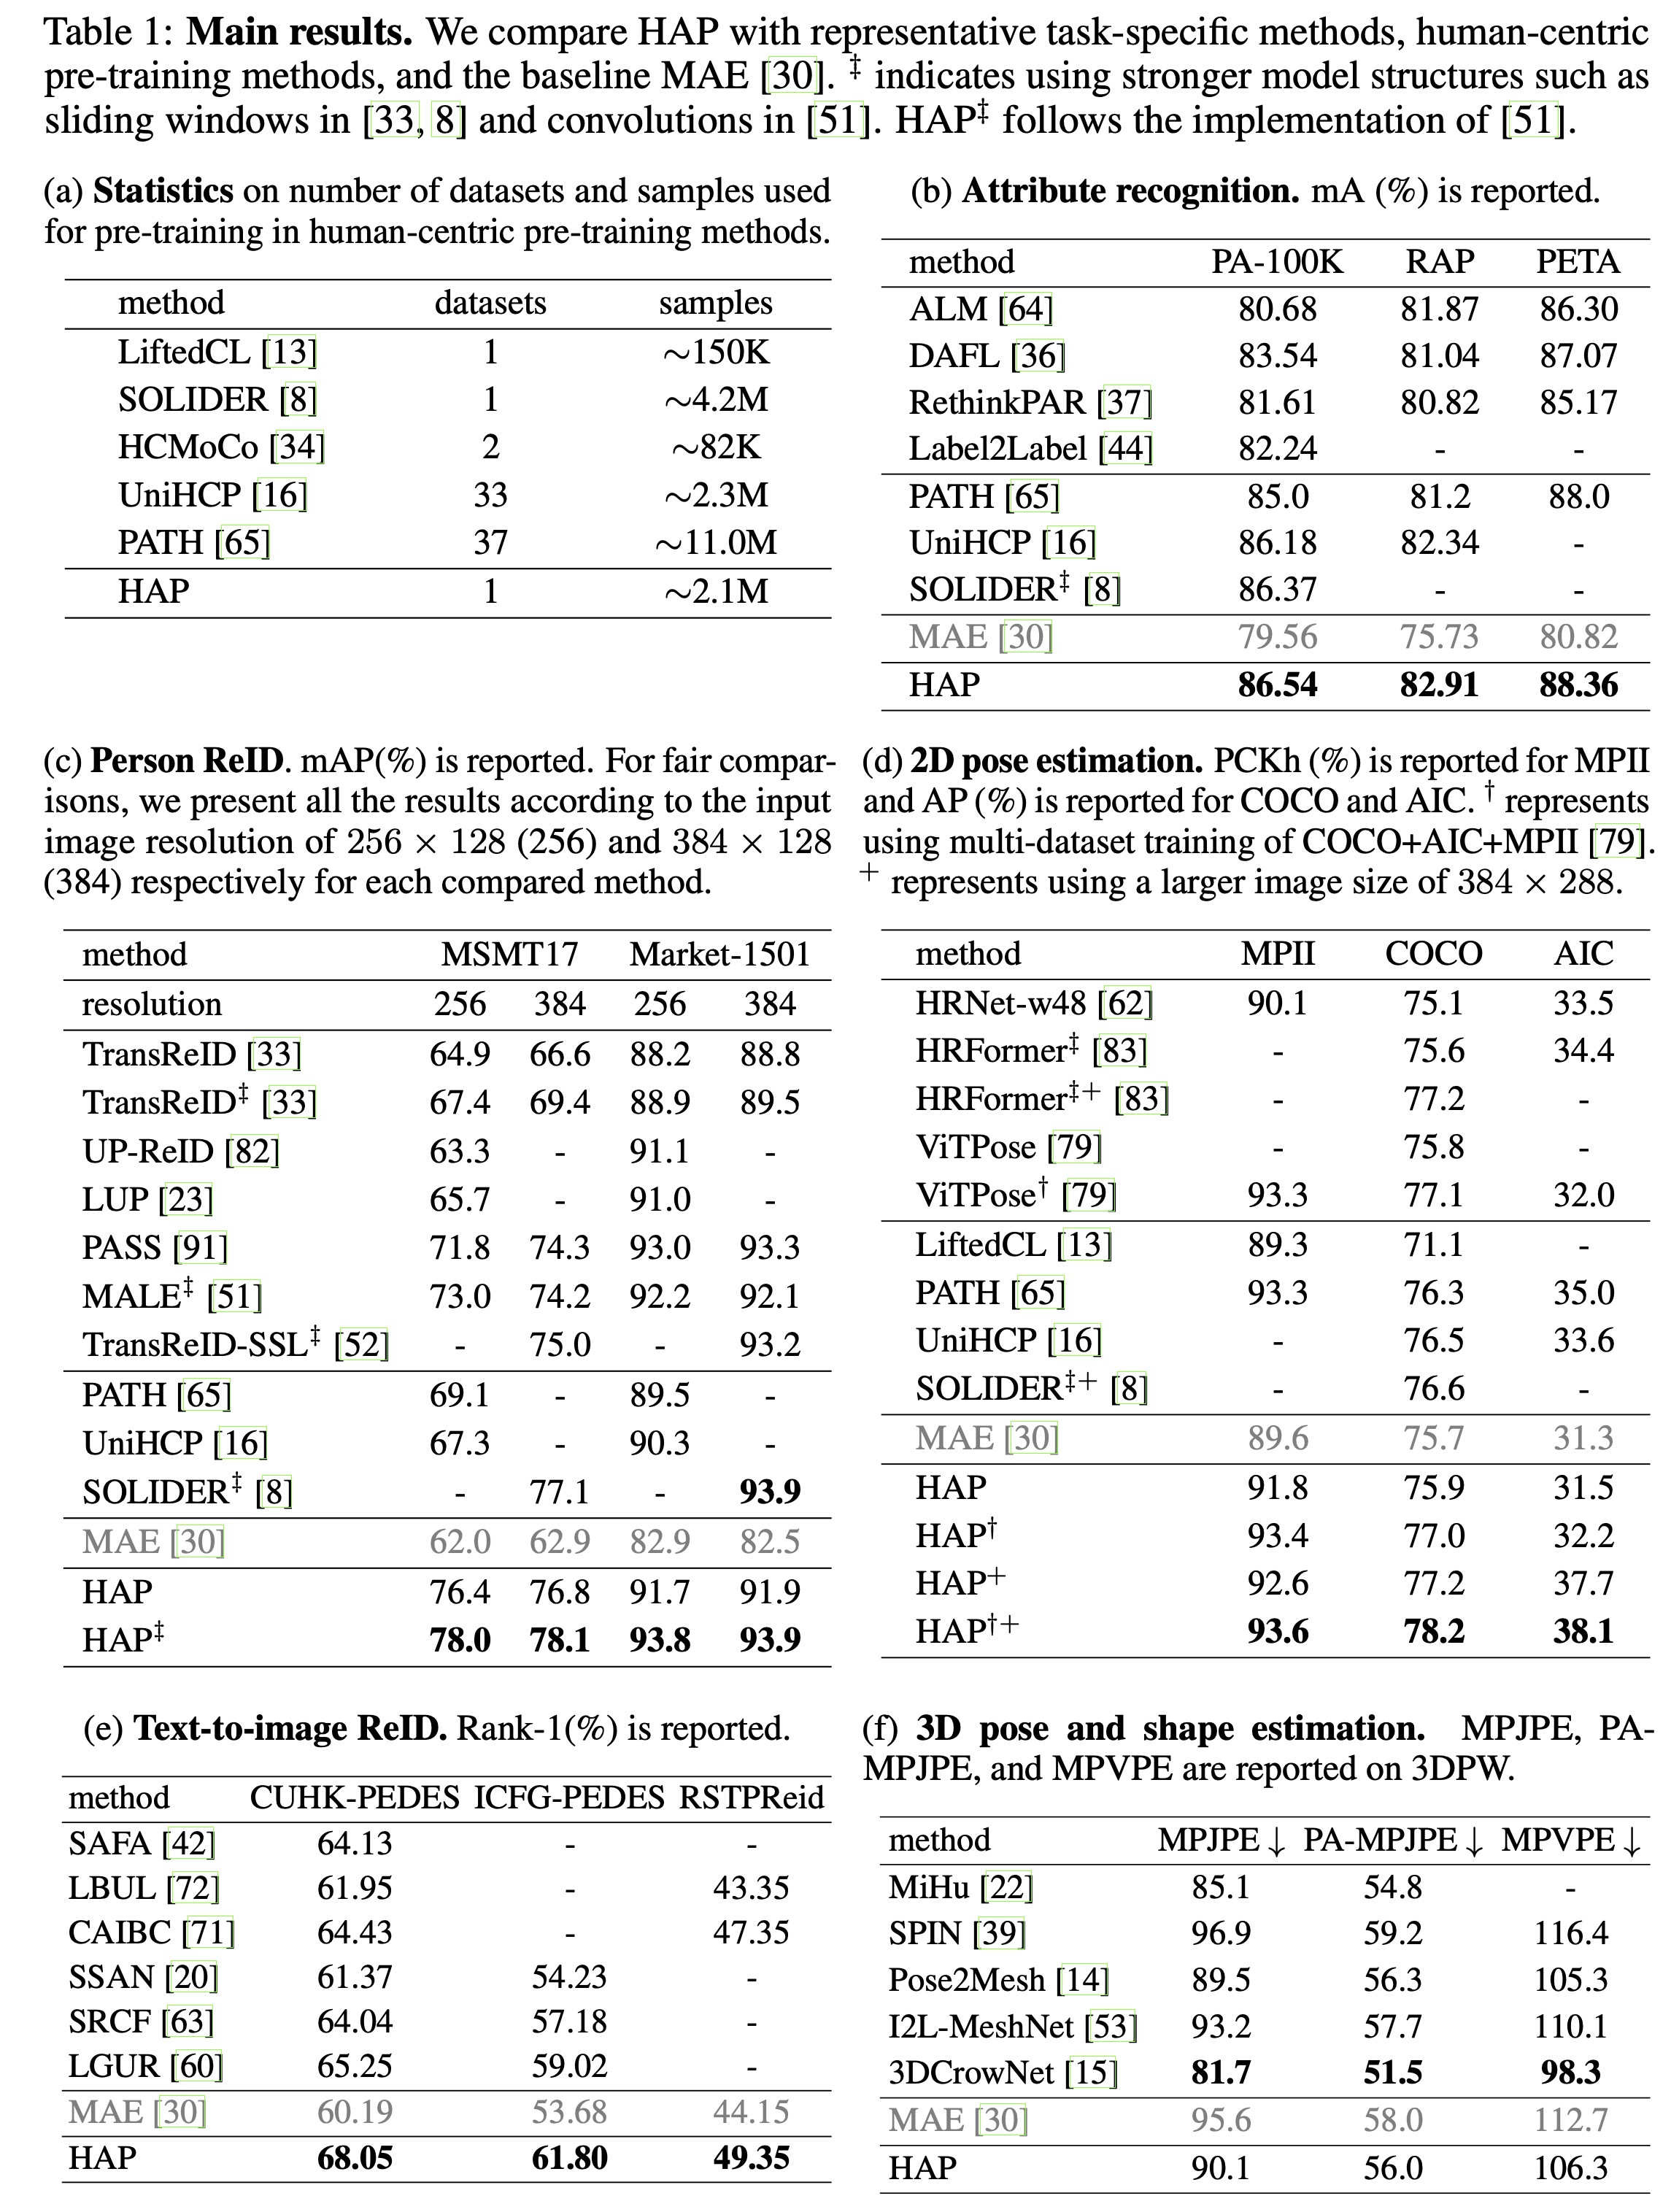 Table 1: Main results. We compare HAP with representative task-specific methods, human-centric
pre-training methods, and the baseline MAE [30]. ‡ indicates using stronger model structures such as
sliding windows in [33, 8] and convolutions in [51]. HAP‡ follows the implementation of [51].
(a) Statistics on number of datasets and samples used
for pre-training in human-centric pre-training methods.
method datasets samples
LiftedCL [13] 1 ~150K
SOLIDER [8] 1 ~4.2M
HCMoCo [34] 2 ~82K
UniHCP [16] 33 ~2.3M
PATH [65] 37 ~11.0M
HAP 1 ~2.1M
(b) Attribute recognition. mA (%) is reported.
method PA-100K RAP PETA
ALM [64] 80.68 81.87 86.30
DAFL [36] 83.54 81.04 87.07
RethinkPAR [37] 81.61 80.82 85.17
Label2Label [44] 82.24 - -
PATH [65] 85.0 81.2 88.0
UniHCP [16] 86.18 82.34 -
SOLIDER‡ [8] 86.37 - -
MAE [30] 79.56 75.73 80.82
HAP 86.54 82.91 88.36
(c) Person ReID. mAP(%) is reported. For fair compar-
isons, we present all the results according to the input
image resolution of 256 × 128 (256) and 384 × 128
(384) respectively for each compared method.
method MSMT17 Market-1501
resolution 256 384 256 384
TransReID [33] 64.9 66.6 88.2 88.8
TransReID‡ [33] 67.4 69.4 88.9 89.5
UP-ReID [82] 63.3 - 91.1 -
LUP [23] 65.7 - 91.0 -
PASS [91] 71.8 74.3 93.0 93.3
MALE‡ [51] 73.0 74.2 92.2 92.1
TransReID-SSL‡ [52] - 75.0 - 93.2
PATH [65] 69.1 - 89.5 -
UniHCP [16] 67.3 - 90.3 -
SOLIDER‡ [8] - 77.1 - 93.9
MAE [30] 62.0 62.9 82.9 82.5
HAP 76.4 76.8 91.7 91.9
HAP‡ 78.0 78.1 93.8 93.9
(d) 2D pose estimation. PCKh (%) is reported for MPII
and AP (%) is reported for COCO and AIC. † represents
using multi-dataset training of COCO+AIC+MPII [79].
+ represents using a larger image size of 384 × 288.
method MPII COCO AIC
HRNet-w48 [62] 90.1 75.1 33.5
HRFormer‡ [83] - 75.6 34.4
HRFormer‡+ [83] - 77.2 -
ViTPose [79] - 75.8 -
ViTPose† [79] 93.3 77.1 32.0
LiftedCL [13] 89.3 71.1 -
PATH [65] 93.3 76.3 35.0
UniHCP [16] - 76.5 33.6
SOLIDER‡+ [8] - 76.6 -
MAE [30] 89.6 75.7 31.3
HAP 91.8 75.9 31.5
HAP† 93.4 77.0 32.2
HAP+ 92.6 77.2 37.7
HAP†+ 93.6 78.2 38.1
(e) Text-to-image ReID. Rank-1(%) is reported.
method CUHK-PEDES ICFG-PEDES RSTPReid
SAFA [42] 64.13 - -
LBUL [72] 61.95 - 43.35
CAIBC [71] 64.43 - 47.35
SSAN [20] 61.37 54.23 -
SRCF [63] 64.04 57.18 -
LGUR [60] 65.25 59.02 -
MAE [30] 60.19 53.68 44.15
HAP 68.05 61.80 49.35
(f) 3D pose and shape estimation. MPJPE, PA-
MPJPE, and MPVPE are reported on 3DPW.
method MPJPE ↓ PA-MPJPE ↓ MPVPE ↓
MiHu [22] 85.1 54.8 -
SPIN [39] 96.9 59.2 116.4
Pose2Mesh [14] 89.5 56.3 105.3
I2L-MeshNet [53] 93.2 57.7 110.1
3DCrowNet [15] 81.7 51.5 98.3
MAE [30] 95.6 58.0 112.7
HAP 90.1 56.0 106.3